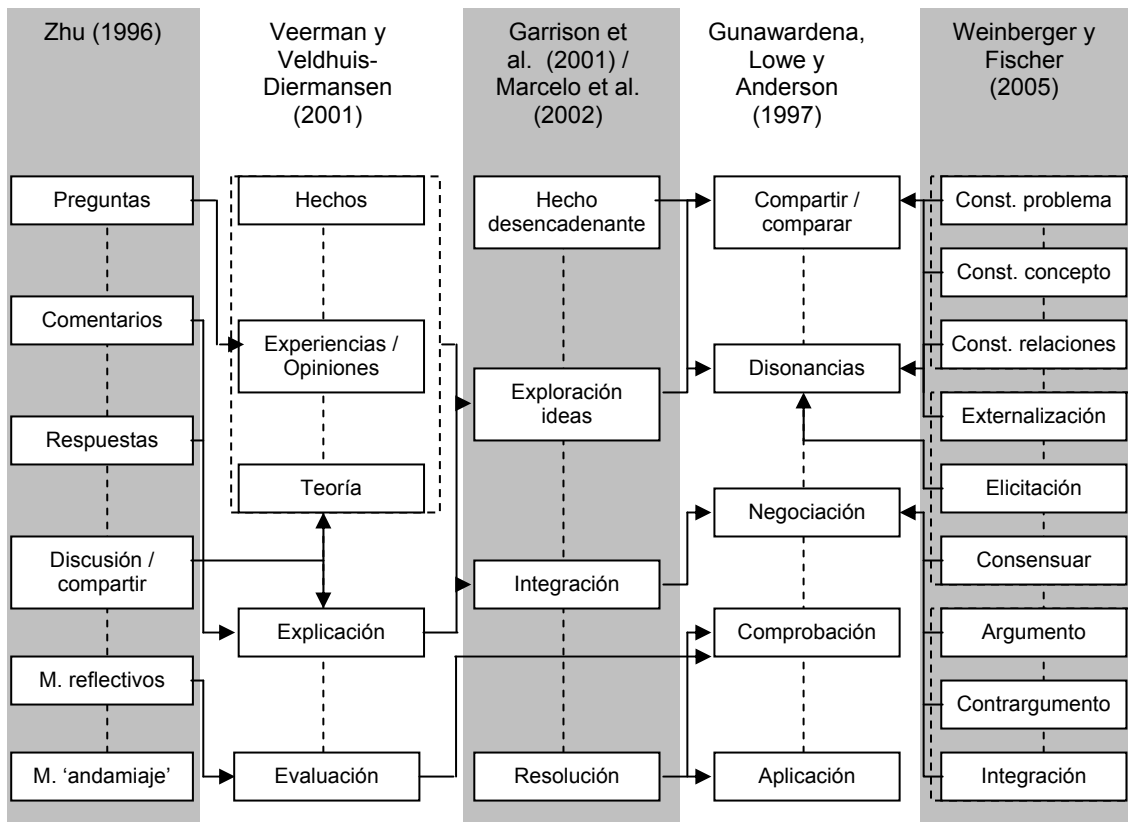 Zhu (1996)
Veerman y
Veldhuis-
Diermansen
(2001)
Garrison et
al. (2001) /
Marcelo et al.
(2002)
Gunawardena,
Lowe y
Anderson
(1997)
Weinberger y
Fischer
(2005)
Preguntas
Comentarios
Respuestas
Discusión /
compartir
M. reflectivos
M. ‘andamiaje’
Hechos
Experiencias /
Opiniones
Teoría
Explicación
Evaluación
Hecho
desencadenante
Exploración
ideas
Integración
Resolución
Compartir /
comparar
Disonancias
Negociación
Comprobación
Aplicación
Const. problema
Const. concepto
Const. relaciones
Externalización
Elicitación
Consensuar
Argumento
Contrargumento
Integración